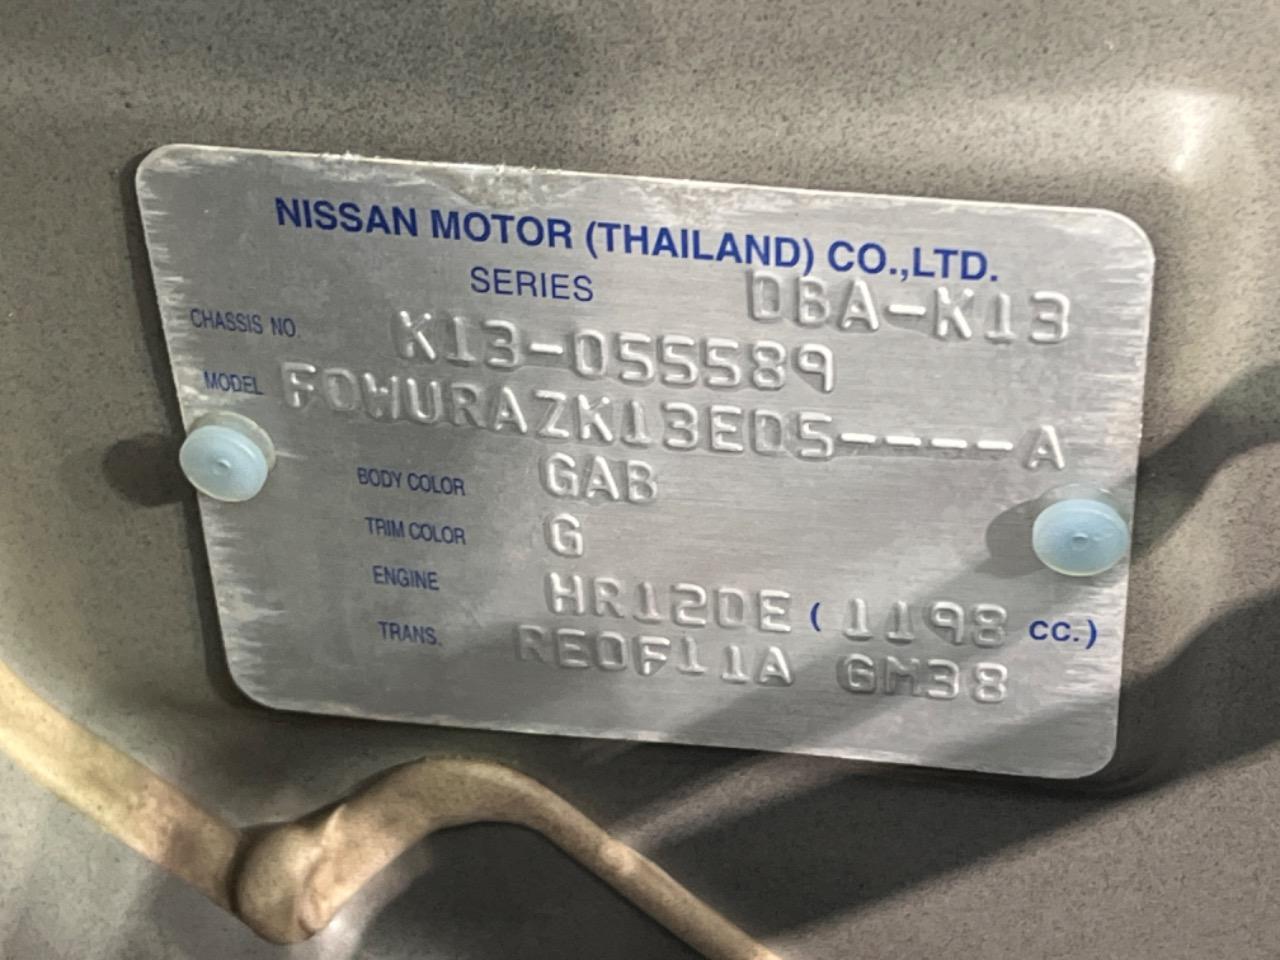 NISSAN MOTOR (THAILAND) CO.,LTD.
SERIES DBA-K13
CHASSIS NO. K13-055589
MODEL FDWURAZK13EDS----A
BODY COLOR GAB
TRIM COLOR G
ENGINE HR12DE ( 1198 CC.)
TRANS. RE0F11A GM38